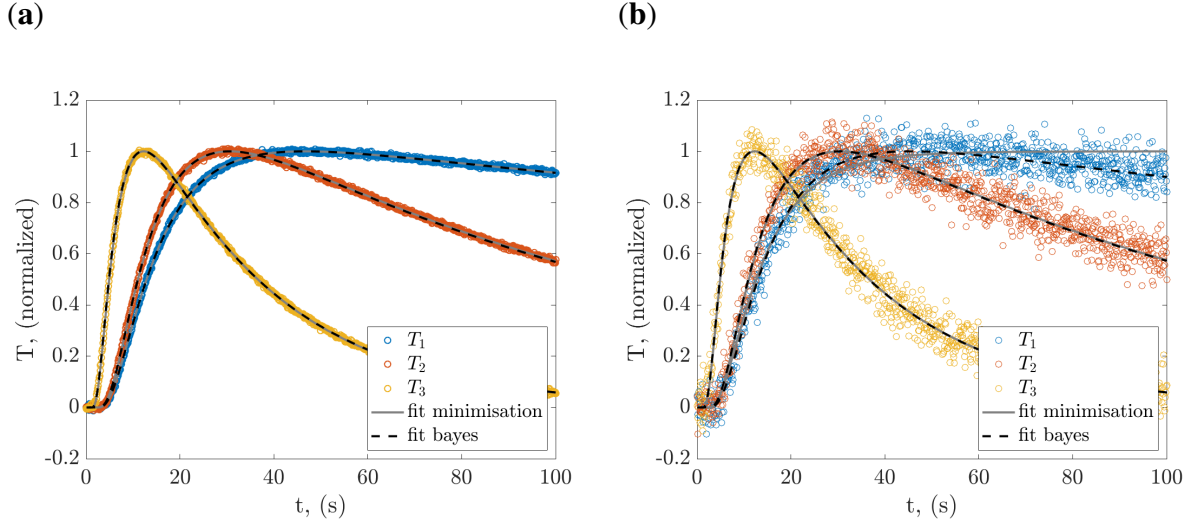 (a)
1.2
1
0.8
0.6
0.4
0.2
0
-0.2
T, (normalized)
0
20
40
60
80
100
t, (s)
T1
T2
T3
fit minimisation
fit bayes
(b)
1.2
1
0.8
0.6
0.4
0.2
0
-0.2
T, (normalized)
0
20
40
60
80
100
t, (s)
T1
T2
T3
fit minimisation
fit bayes